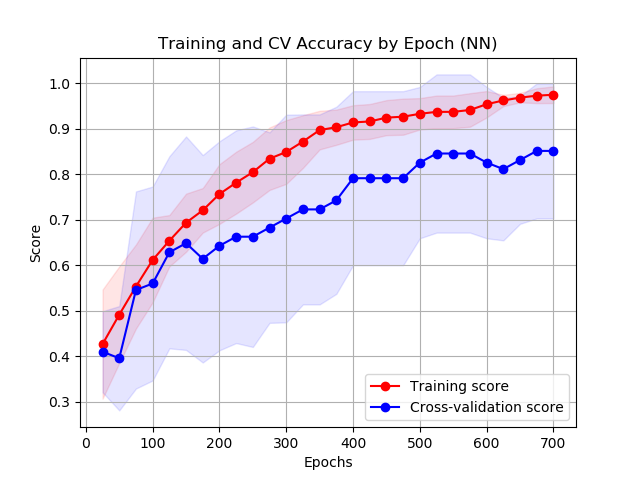 Training and CV Accuracy by Epoch (NN)
Score
1.0
0.9
0.8
0.7
0.6
0.5
0.4
0.3
0 100 200 300 400 500 600 700
Epochs
Training score
Cross-validation score